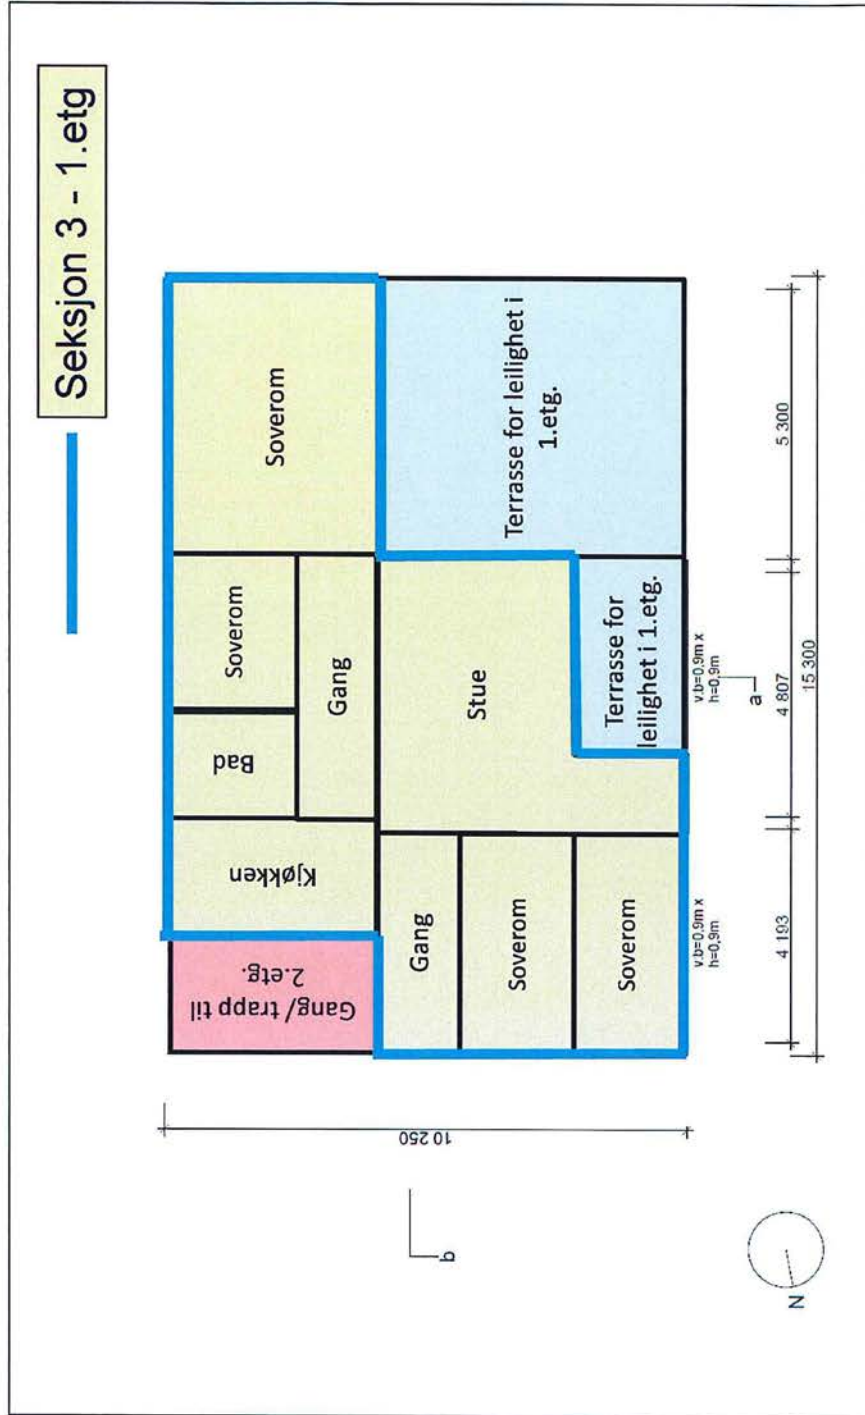 Seksjon 3 - 1.etg
Soverom
Terrasse for leilighet i
1.etg.
Soverom
Gang
Bad
Stue
Terrasse for
leilighet i 1.etg.
Kjøkken
Gang/ trapp til
2.etg.
Gang
Soverom
Soverom
v.b=0,9m x
h=0,9m
v.b=0,9m x
h=0,9m
a
5 300
4 807
4 193
15 300
10 250
b
N